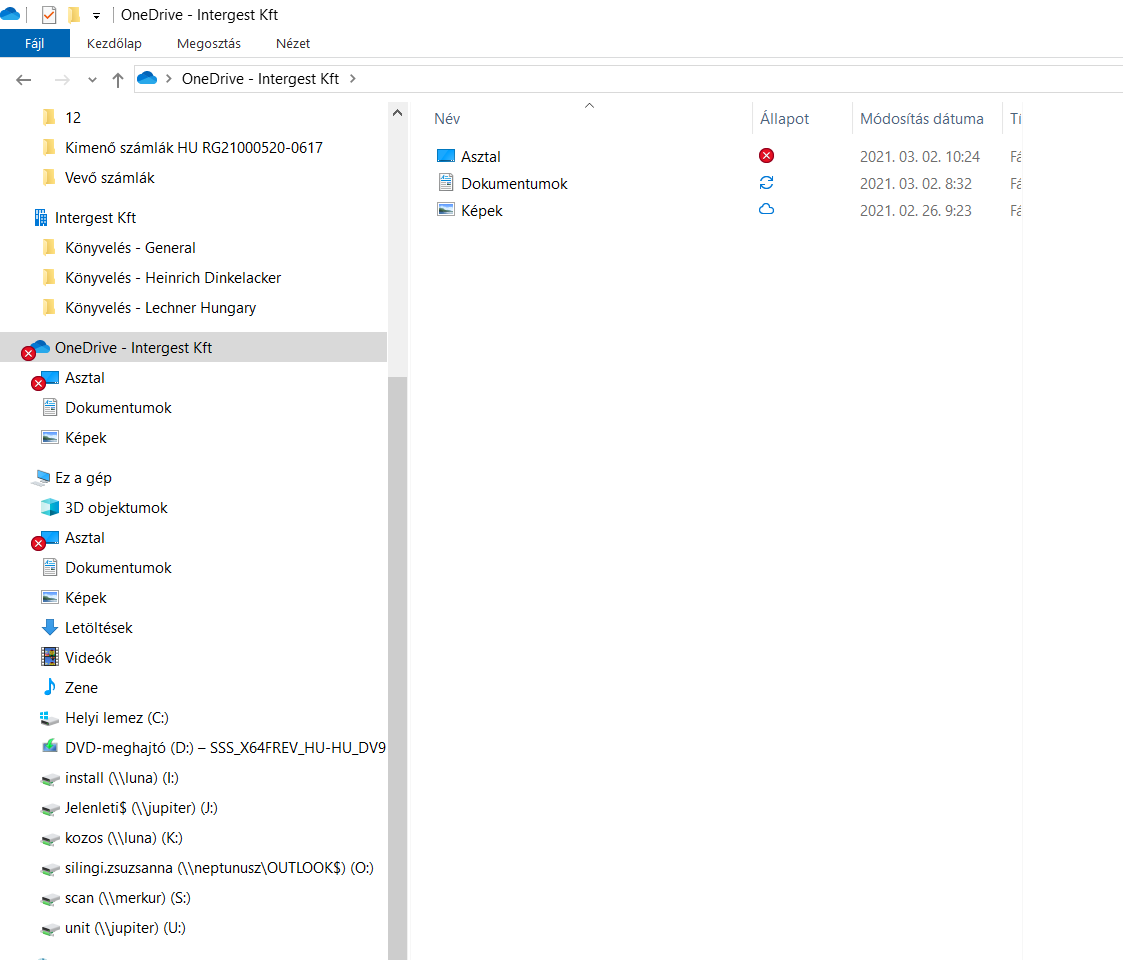 OneDrive - Intergest Kft
Fájl Kezdőlap Megosztás Nézet
OneDrive - Intergest Kft
12
Kimenő számlák HU RG21000520-0617
Vevő számlák
Intergest Kft
Könyvelés - General
Könyvelés - Heinrich Dinkelacker
Könyvelés - Lechner Hungary
OneDrive - Intergest Kft
Asztal
Dokumentumok
Képek
Ez a gép
3D objektumok
Asztal
Dokumentumok
Képek
Letöltések
Videók
Zene
Helyi lemez (C:)
DVD-meghajtó (D:) – SSS_X64FREV_HU-HU_DV9
install (\\luna) (I:)
Jelenleti$ (\\jupiter) (J:)
kozos (\\luna) (K:)
silingi.zsuzsanna (\\neptunusz\OUTLOOK$) (O:)
scan (\\merkur) (S:)
unit (\\jupiter) (U:)
Név Állapot Módosítás dátuma Tí
Asztal 2021. 03. 02. 10:24 Fá
Dokumentumok 2021. 03. 02. 8:32 Fá
Képek 2021. 02. 26. 9:23 Fá